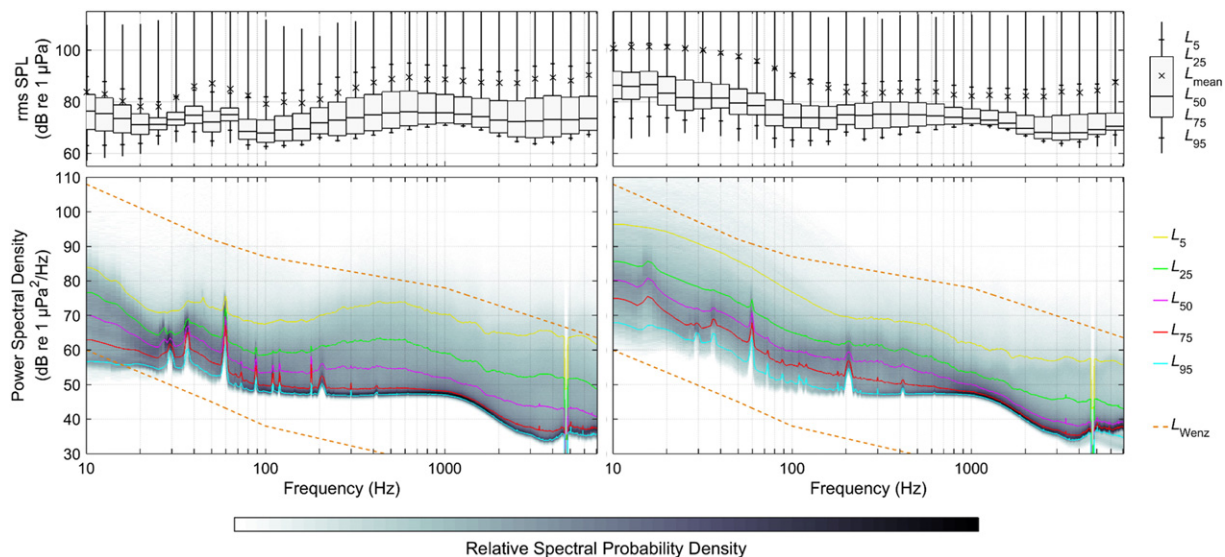 rms SPL
(dB re 1 µPa)
100
80
60
L5
L25
Lmean
L50
L75
L95
Power Spectral Density
(dB re 1 µPa²/Hz)
110
100
90
80
70
60
50
40
30
10
100
1000
10
100
1000
Frequency (Hz)
Frequency (Hz)
L5
L25
L50
L75
L95
LWenz
Relative Spectral Probability Density